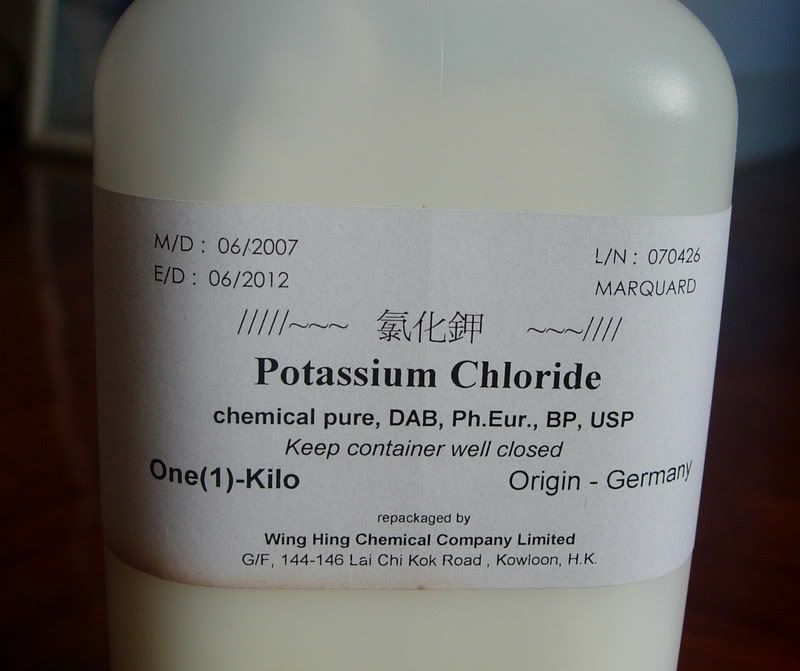 M/D : 06/2007
L/N : 070426
E/D : 06/2012
MARQUARD
/////~~~ 氯化鉀 ~~~////
Potassium Chloride
chemical pure, DAB, Ph.Eur., BP, USP
Keep container well closed
One(1)-Kilo
Origin - Germany
repackaged by
Wing Hing Chemical Company Limited
G/F, 144-146 Lai Chi Kok Road , Kowloon, H.K.